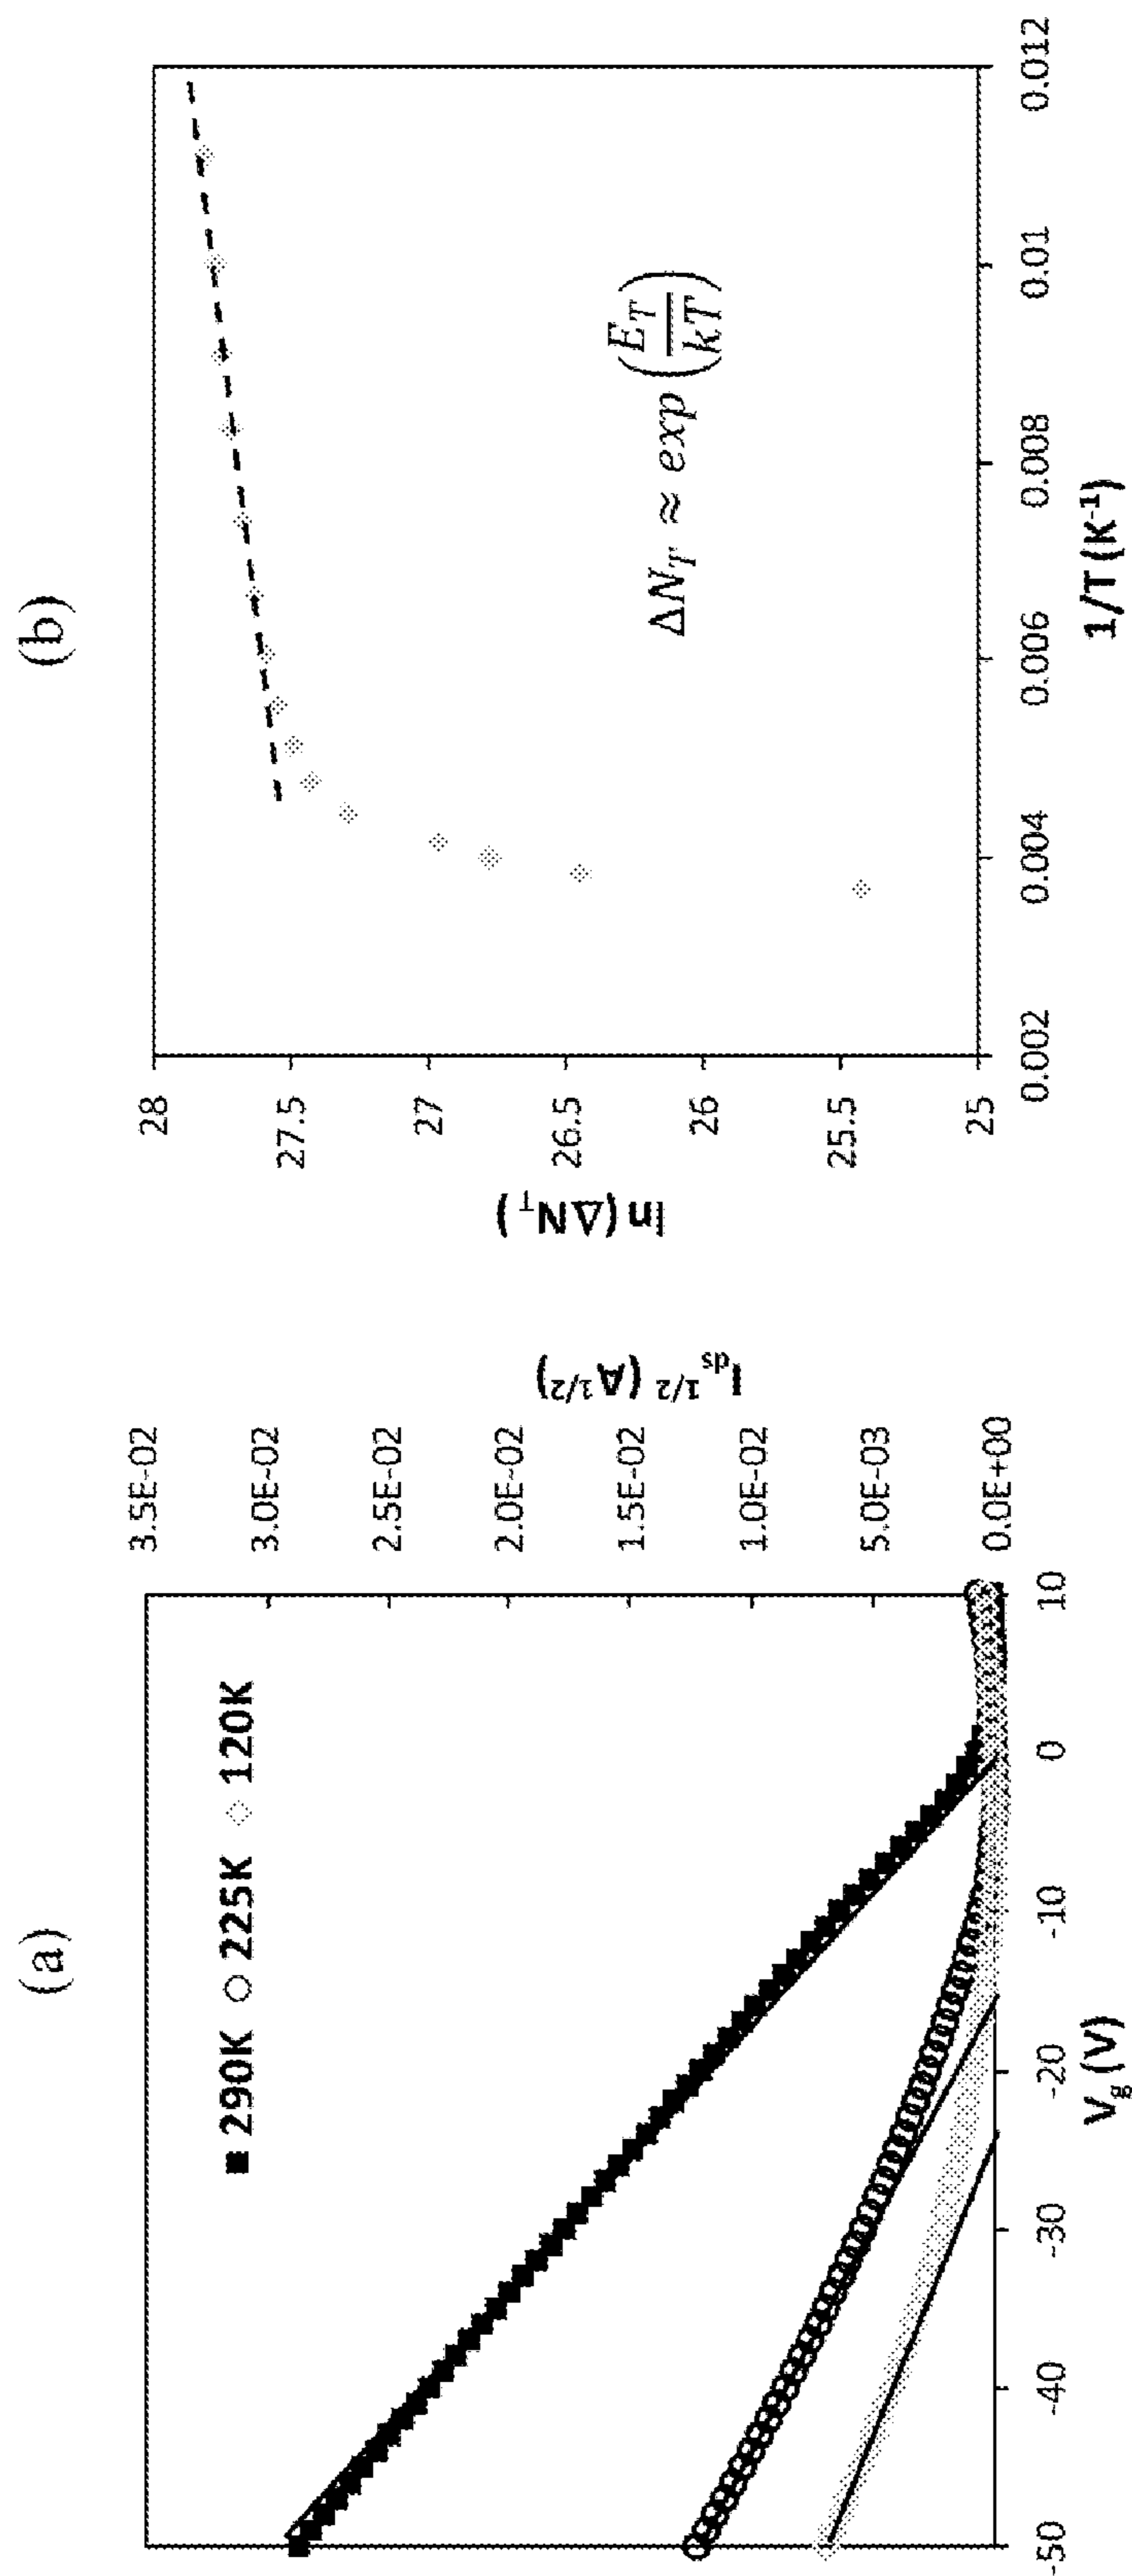 (a)
■ 290K ○ 225K ◇ 120K
3.5E-02
3.0E-02
2.5E-02
2.0E-02
1.5E-02
1.0E-02
5.0E-03
0.0E+00
I_ds^1/2 (A^1/2)
-50 -40 -30 -20 -10 0 10
V_g (V)
(b)
28
27.5
27
26.5
26
25.5
25
ln (ΔN_T)
ΔN_T ≈ exp (E_T / kT)
0.002 0.004 0.006 0.008 0.01 0.012
1/T (K^-1)